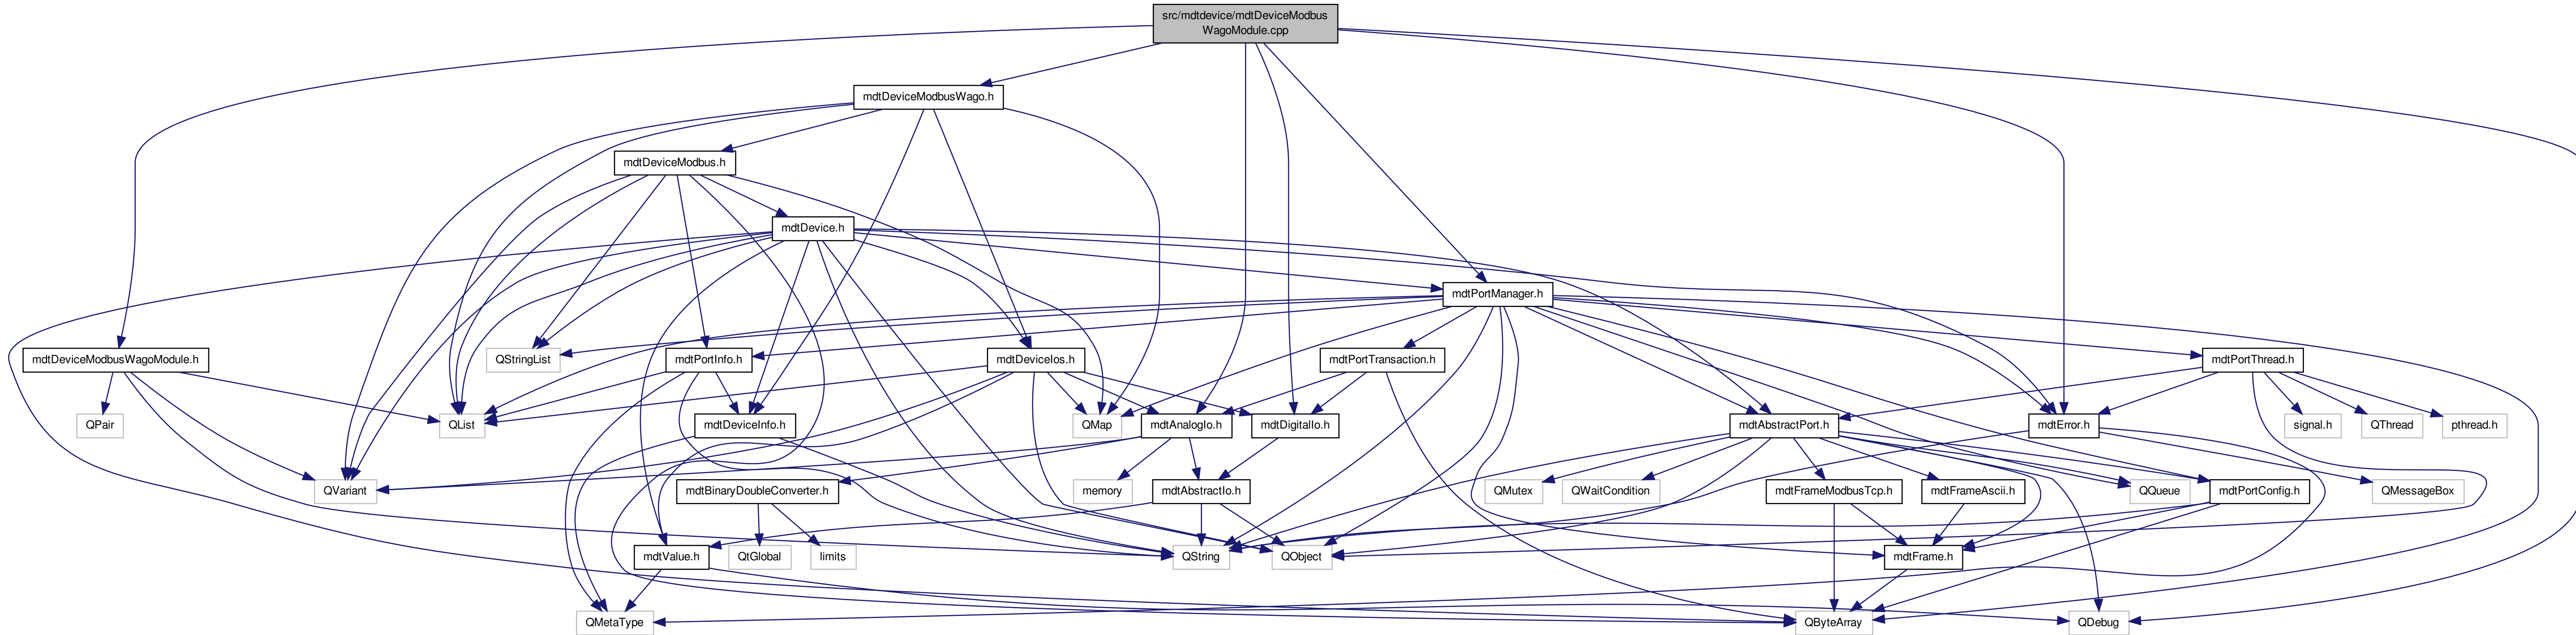 src/mdtdevice/mdtDeviceModbus
WagoModule.cpp
mdtDeviceModbusWago.h
mdtDeviceModbus.h
mdtDevice.h
mdtPortManager.h
mdtDeviceModbusWagoModule.h
QStringList
mdtPortInfo.h
mdtDeviceIos.h
mdtPortTransaction.h
mdtPortThread.h
QPair
QList
mdtDeviceInfo.h
QMap
mdtAnalogIo.h
mdtDigitalIo.h
mdtAbstractPort.h
mdtError.h
signal.h
QThread
pthread.h
QVariant
mdtBinaryDoubleConverter.h
memory
mdtAbstractIo.h
QMutex
QWaitCondition
mdtFrameModbusTcp.h
mdtFrameAscii.h
QQueue
mdtPortConfig.h
QMessageBox
mdtValue.h
QtGlobal
limits
QString
QObject
mdtFrame.h
QMetaType
QByteArray
QDebug